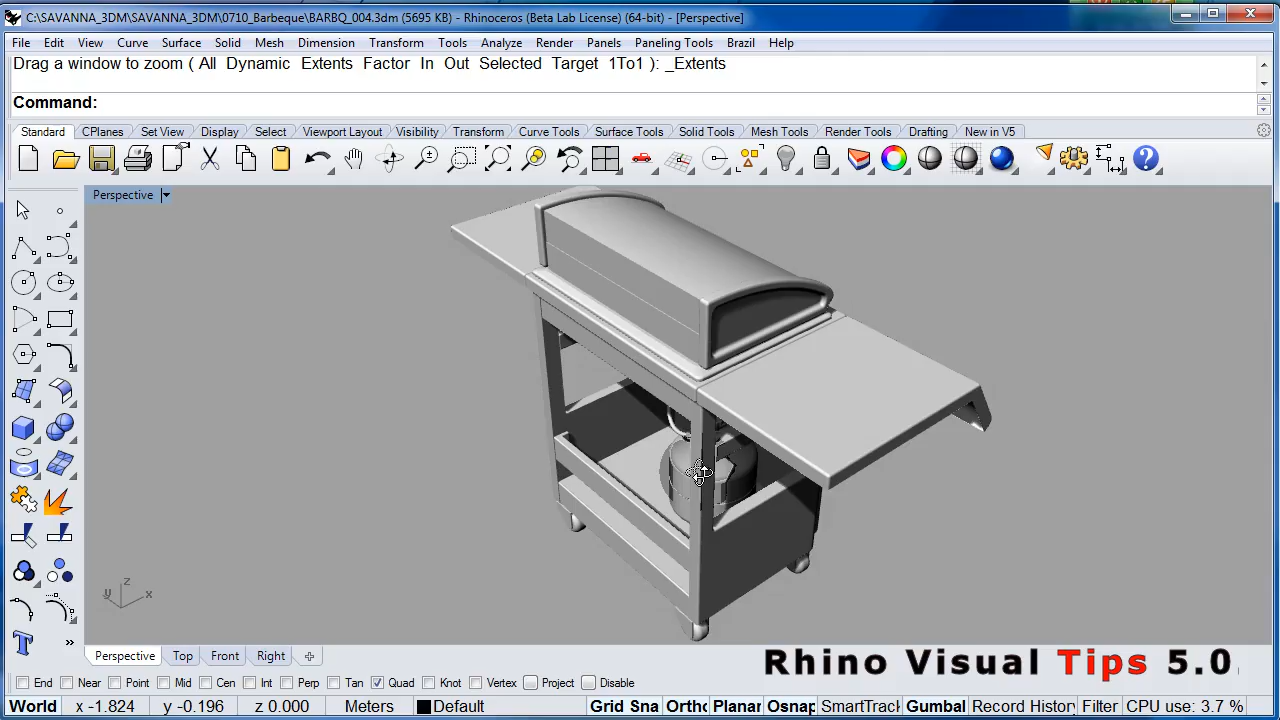 C:\SAVANNA_3DM\SAVANNA_3DM\0710_Barbeque\BARBQ_004.3dm (5695 KB) - Rhinoceros (Beta Lab License) (64-bit) - [Perspective]
File Edit View Curve Surface Solid Mesh Dimension Transform Tools Analyze Render Panels Paneling Tools Brazil Help
Drag a window to zoom ( All Dynamic Extents Factor In Out Selected Target 1To1 ): _Extents
Command:
Standard CPlanes Set View Display Select Viewport Layout Visibility Transform Curve Tools Surface Tools Solid Tools Mesh Tools Render Tools Drafting New in V5
Perspective
z
y x
Perspective Top Front Right
Rhino Visual Tips 5.0
End Near Point Mid Cen Int Perp Tan Quad Knot Vertex Project Disable
World x -1.824 y -0.196 z 0.000 Meters Default Grid Sna Ortho Planar Osnap SmartTrack Gumbal Record History Filter CPU use: 3.7 %